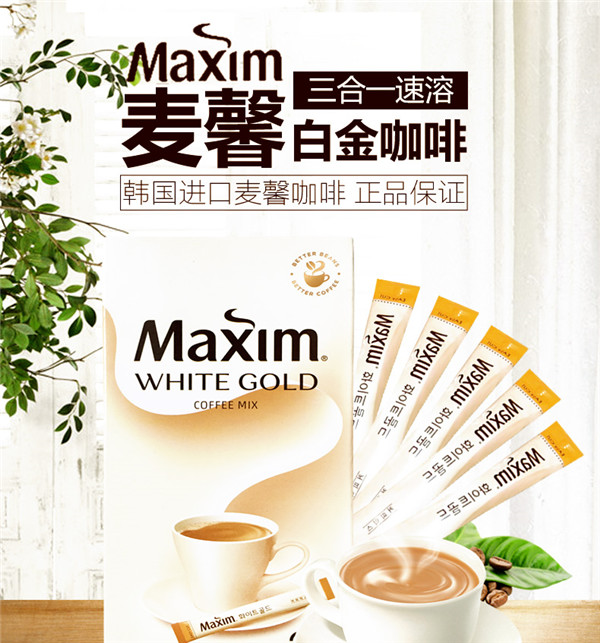 Maxim
麦馨
三合一速溶
白金咖啡
韩国进口麦馨咖啡 正品保证
BETTER BEANS
BETTER COFFEE
Maxim®
WHITE GOLD
COFFEE MIX
Maxim 화이트골드
Maxim 화이트골드
Maxim 화이트골드
Maxim 화이트골드
Maxim 화이트골드
Maxim 화이트골드